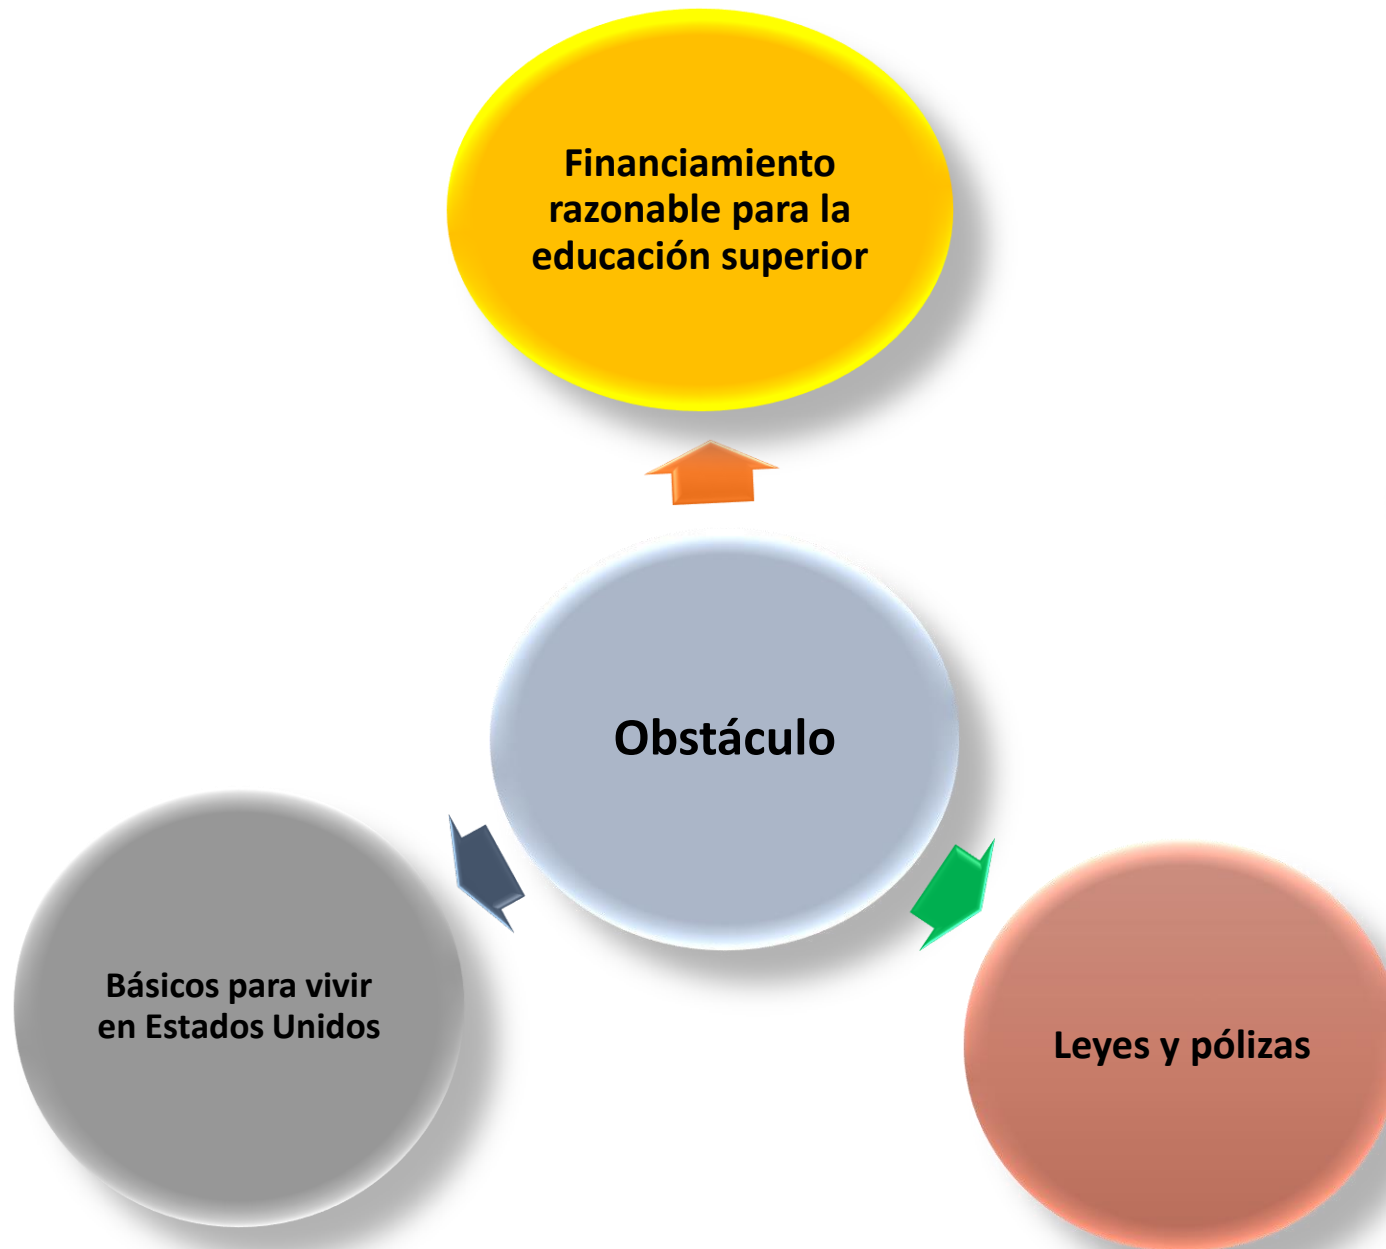 Financiamiento
razonable para la
educación superior
Obstáculo
Básicos para vivir
en Estados Unidos
Leyes y pólizas